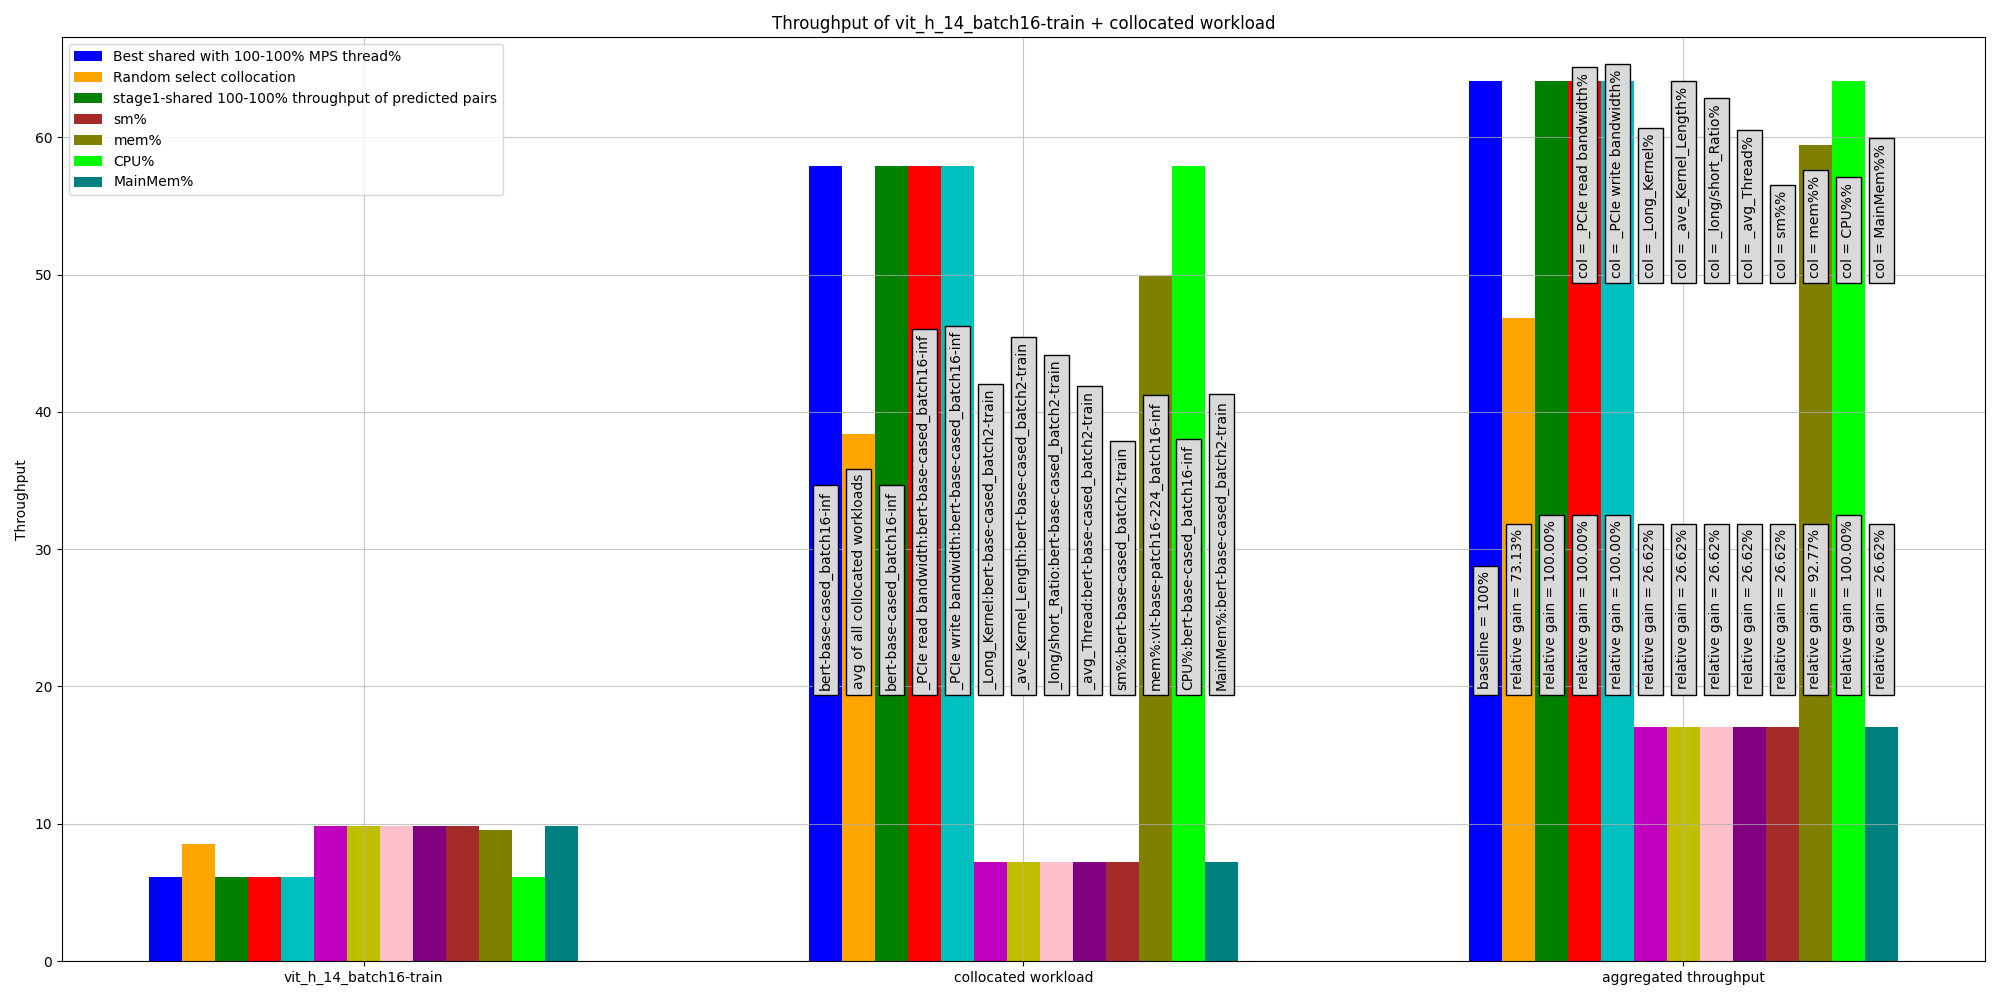 Throughput of vit_h_14_batch16-train + collocated workload
Best shared with 100-100% MPS thread%
Random select collocation
stage1-shared 100-100% throughput of predicted pairs
sm%
mem%
CPU%
MainMem%
Throughput
60
50
40
30
20
10
0
bert-base-cased_batch16-inf
avg of all collocated workloads
bert-base-cased_batch16-inf
_PCIe read bandwidth:bert-base-cased_batch16-inf
_PCIe write bandwidth:bert-base-cased_batch16-inf
_Long_Kernel:bert-base-cased_batch2-train
_ave_Kernel_Length:bert-base-cased_batch2-train
_long/short_Ratio:bert-base-cased_batch2-train
_avg_Thread:bert-base-cased_batch2-train
sm%:bert-base-cased_batch2-train
mem%:vit-base-patch16-224_batch16-inf
CPU%:bert-base-cased_batch16-inf
MainMem%:bert-base-cased_batch2-train
col = _PCIe read bandwidth%
col = _PCIe write bandwidth%
col = _Long_Kernel%
col = _ave_Kernel_Length%
col = _long/short_Ratio%
col = _avg_Thread%
col = sm%%
col = mem%%
col = CPU%%
col = MainMem%%
baseline = 100%
relative gain = 73.13%
relative gain = 100.00%
relative gain = 100.00%
relative gain = 100.00%
relative gain = 26.62%
relative gain = 26.62%
relative gain = 26.62%
relative gain = 26.62%
relative gain = 26.62%
relative gain = 92.77%
relative gain = 100.00%
relative gain = 26.62%
vit_h_14_batch16-train
collocated workload
aggregated throughput